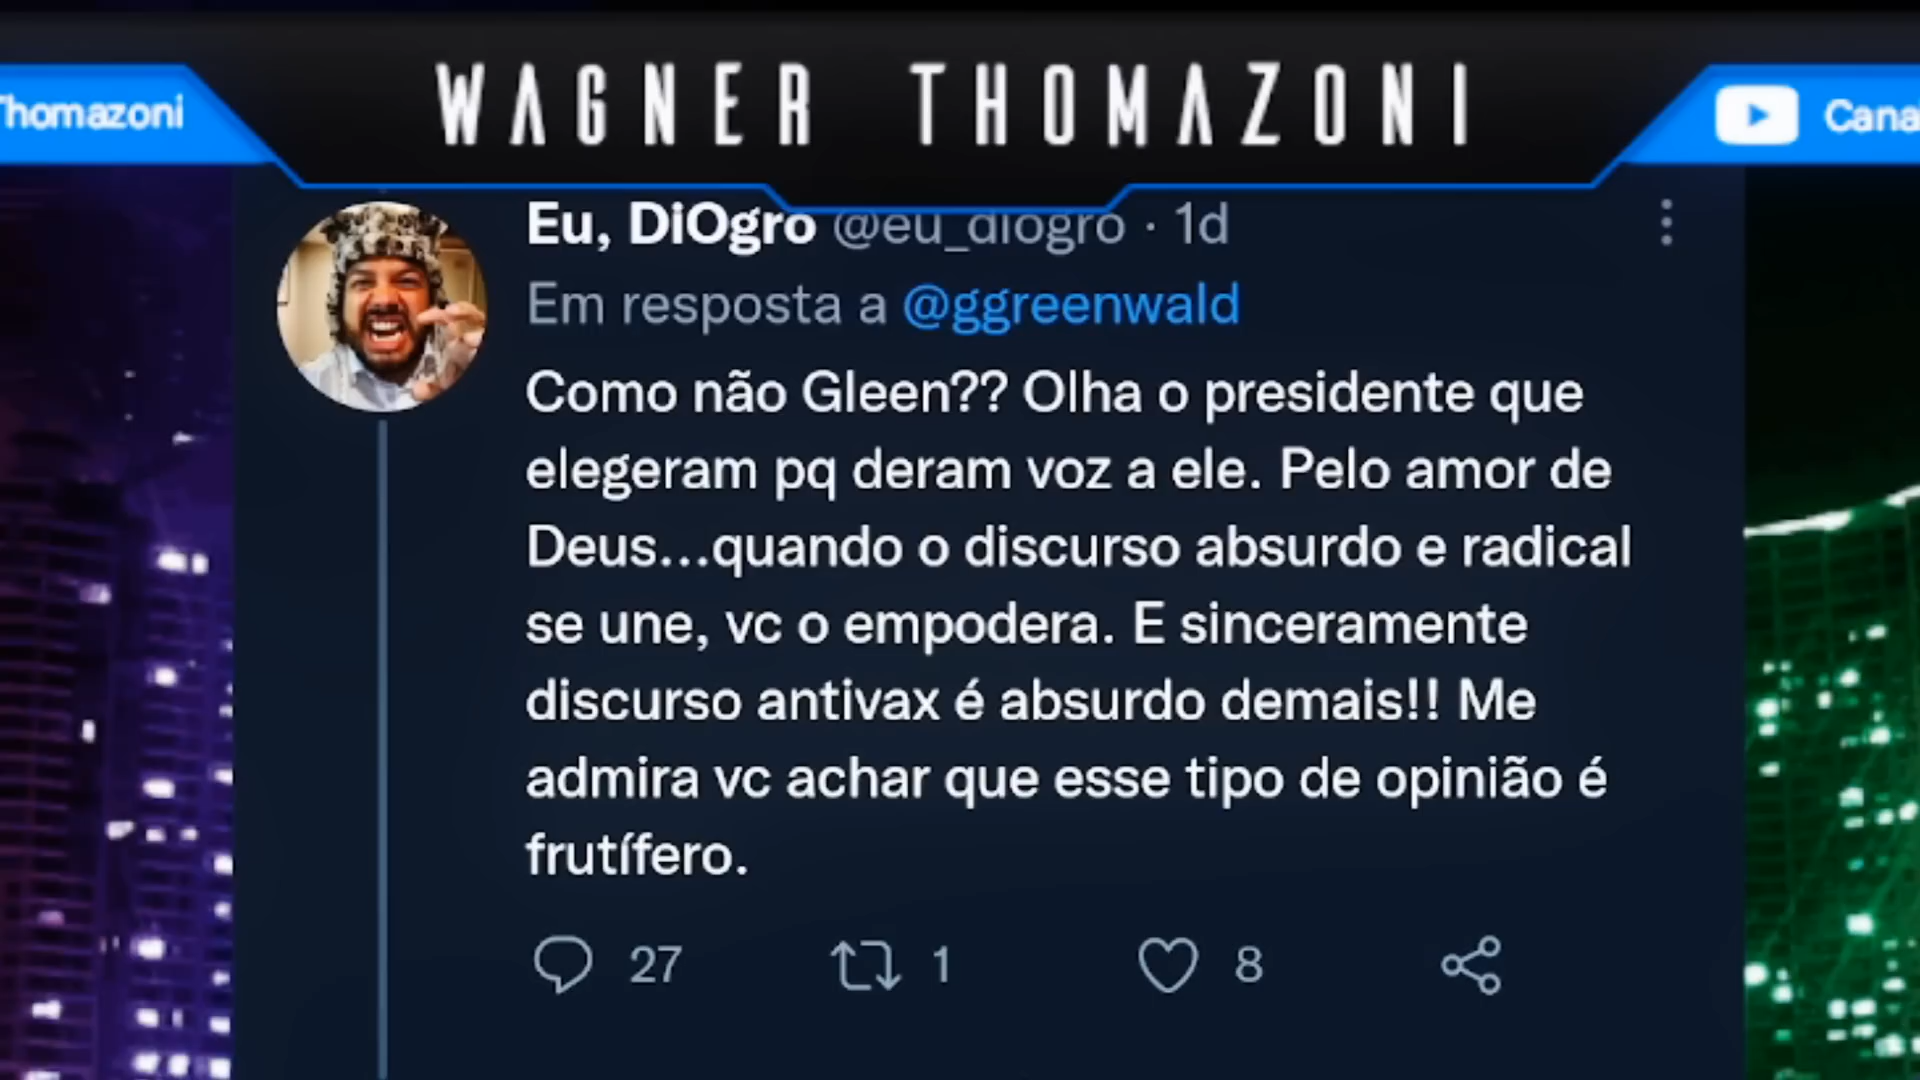 WAGNER THOMAZONI
Thomazoni
Cana
Eu, DiOgro @eu_diogro · 1d
Em resposta a @ggreenwald
Como não Gleen?? Olha o presidente que
elegeram pq deram voz a ele. Pelo amor de
Deus...quando o discurso absurdo e radical
se une, vc o empodera. E sinceramente
discurso antivax é absurdo demais!! Me
admira vc achar que esse tipo de opinião é
frutífero.
27 1 8